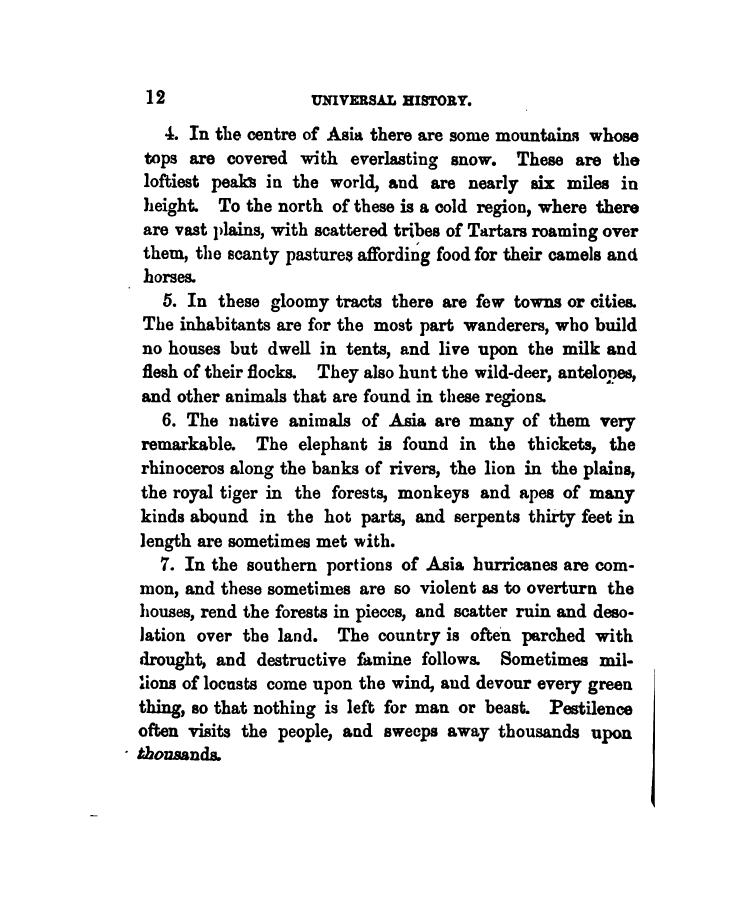 12 UNIVERSAL HISTORY.
4. In the centre of Asia there are some mountains whose
tops are covered with everlasting snow. These are the
loftiest peaks in the world, and are nearly six miles in
height. To the north of these is a cold region, where there
are vast plains, with scattered tribes of Tartars roaming over
them, the scanty pastures affording food for their camels and
horses.
5. In these gloomy tracts there are few towns or cities.
The inhabitants are for the most part wanderers, who build
no houses but dwell in tents, and live upon the milk and
flesh of their flocks. They also hunt the wild-deer, antelopes,
and other animals that are found in these regions.
6. The native animals of Asia are many of them very
remarkable. The elephant is found in the thickets, the
rhinoceros along the banks of rivers, the lion in the plains,
the royal tiger in the forests, monkeys and apes of many
kinds abound in the hot parts, and serpents thirty feet in
length are sometimes met with.
7. In the southern portions of Asia hurricanes are com-
mon, and these sometimes are so violent as to overturn the
houses, rend the forests in pieces, and scatter ruin and deso-
lation over the land. The country is often parched with
drought, and destructive famine follows. Sometimes mil-
lions of locusts come upon the wind, and devour every green
thing, so that nothing is left for man or beast. Pestilence
often visits the people, and sweeps away thousands upon
thousands.